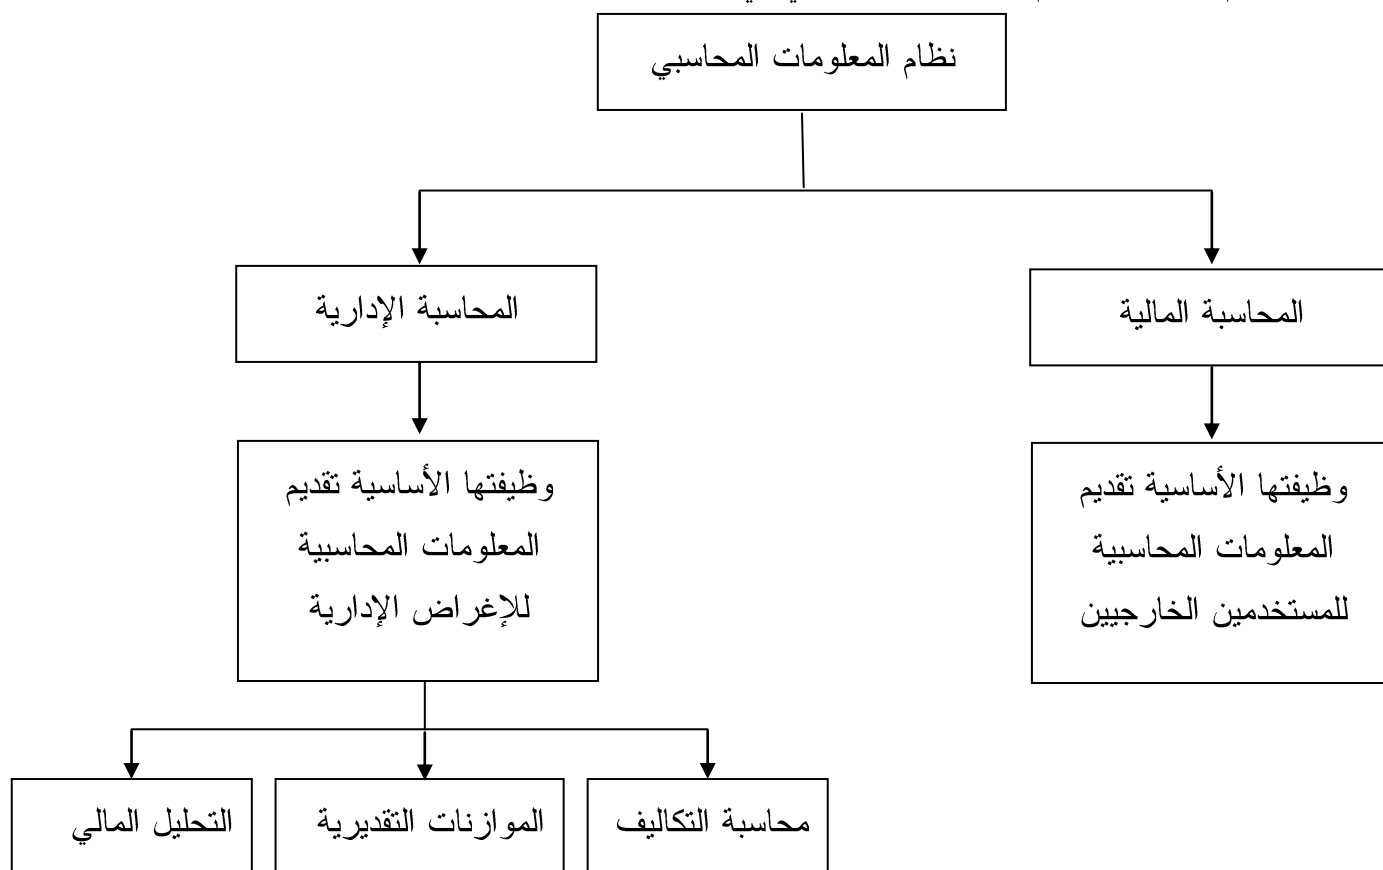 نظام المعلومات المحاسبي
المحاسبة المالية
المحاسبة الإدارية
وظيفتها الأساسية تقديم
المعلومات المحاسبية
للمستخدمين الخارجيين
وظيفتها الأساسية تقديم
المعلومات المحاسبية
للإغراض الإدارية
محاسبة التكاليف
الموازنات التقديرية
التحليل المالي